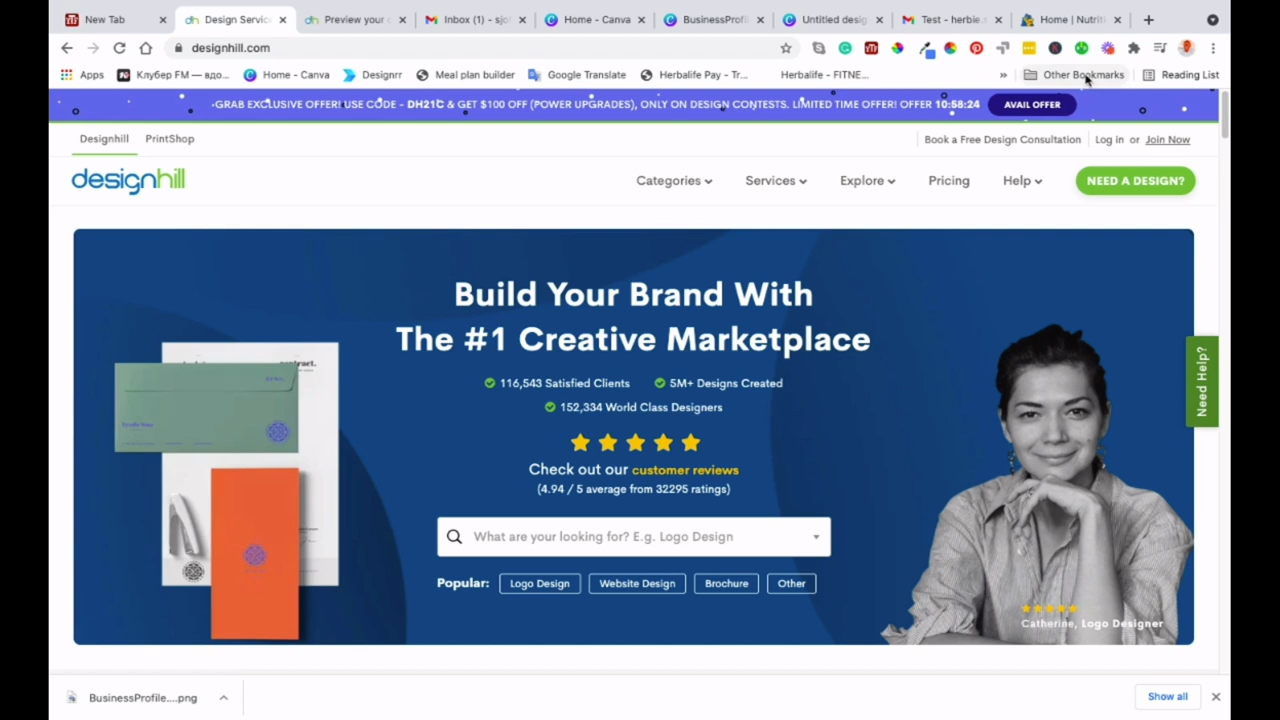 New Tab
Design Servic
Preview your
Inbox (1) - sjo
Home - Canva
BusinessProfi
Untitled desig
Test - herbie.
Home | Nutriti
designhill.com
Apps
Клубер FM — вдо...
Home - Canva
Designrr
Meal plan builder
Google Translate
Herbalife Pay - Tr...
Herbalife - FITNE...
»
Other Bookmarks
Reading List
-GRAB EXCLUSIVE OFFER! USE CODE - DH21C & GET $100 OFF (POWER UPGRADES), ONLY ON DESIGN CONTESTS. LIMITED TIME OFFER! OFFER 10:58:24
AVAIL OFFER
Designhill
PrintShop
Book a Free Design Consultation
Log in or Join Now
designhill
Categories
Services
Explore
Pricing
Help
NEED A DESIGN?
Build Your Brand With
The #1 Creative Marketplace
116,543 Satisfied Clients
5M+ Designs Created
152,334 World Class Designers
Check out our customer reviews
(4.94 / 5 average from 32295 ratings)
What are your looking for? E.g. Logo Design
Popular:
Logo Design
Website Design
Brochure
Other
Need Help?
Catherine, Logo Designer
BusinessProfile....png
Show all